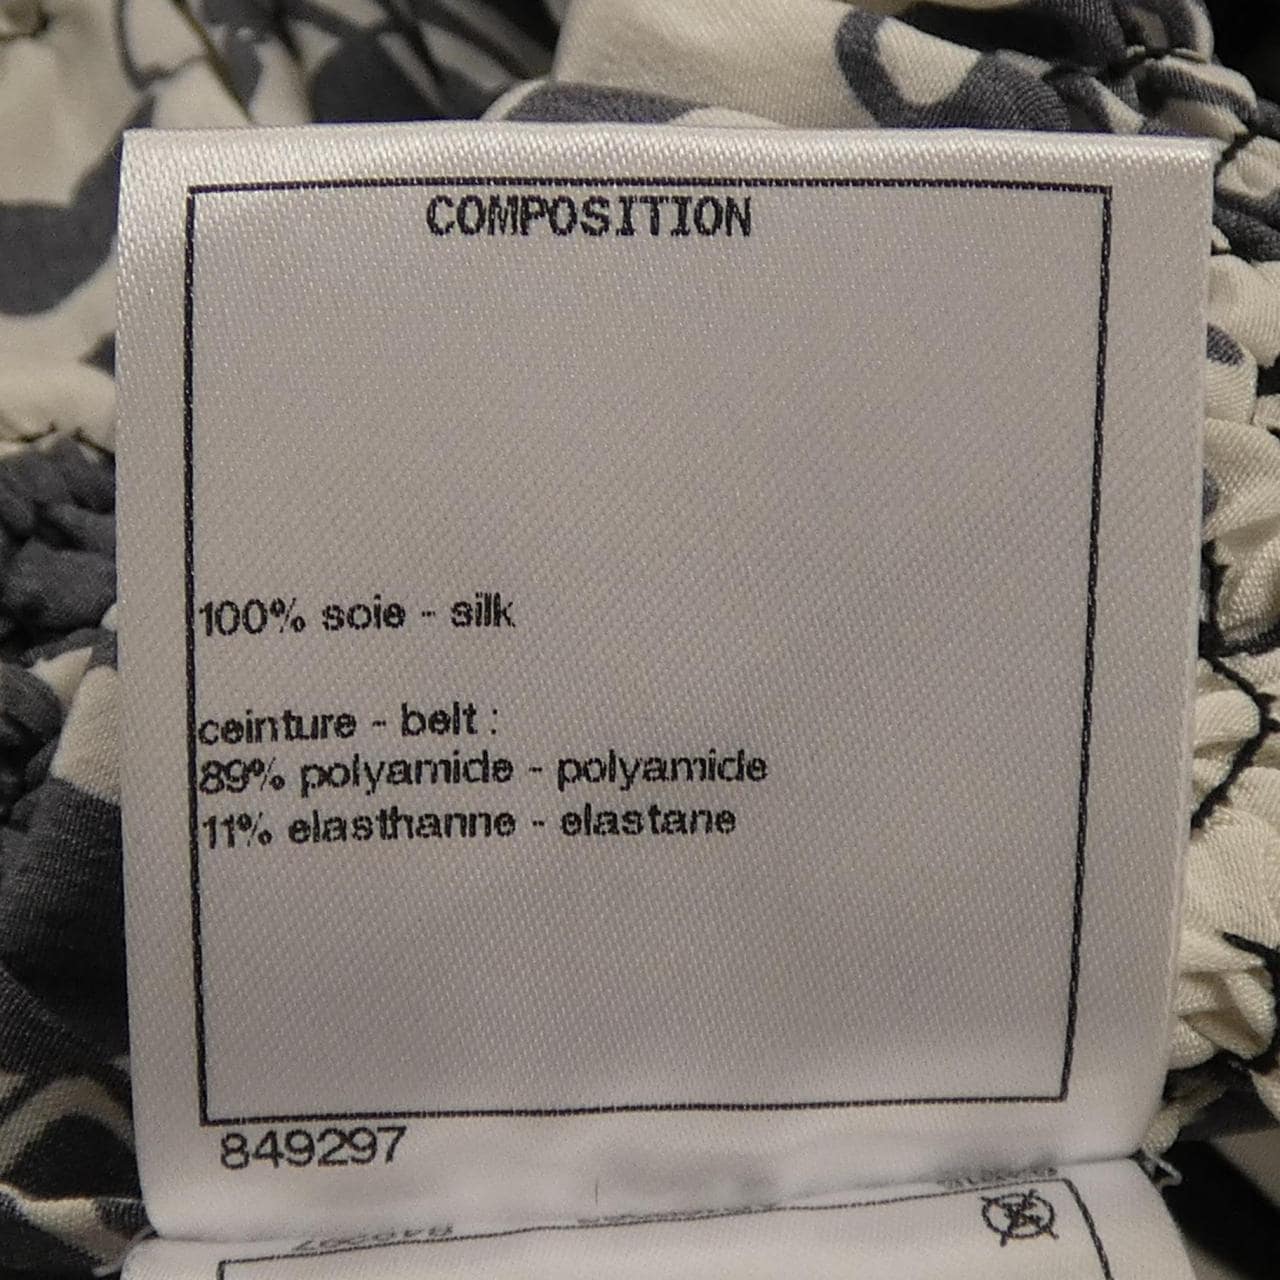 COMPOSITION
100% soie - silk
ceinture - belt :
89% polyamide - polyamide
11% elasthanne - elastane
849297